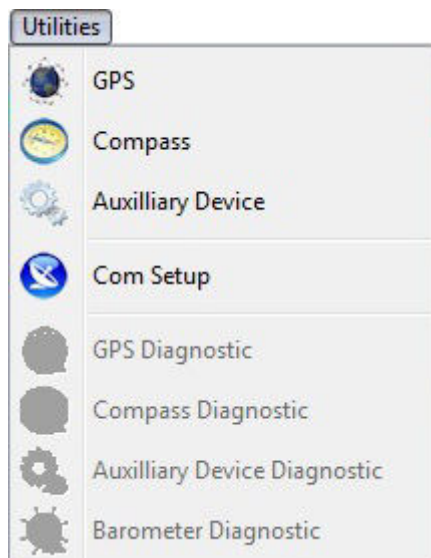 Utilities
GPS
Compass
Auxilliary Device
Com Setup
GPS Diagnostic
Compass Diagnostic
Auxilliary Device Diagnostic
Barometer Diagnostic